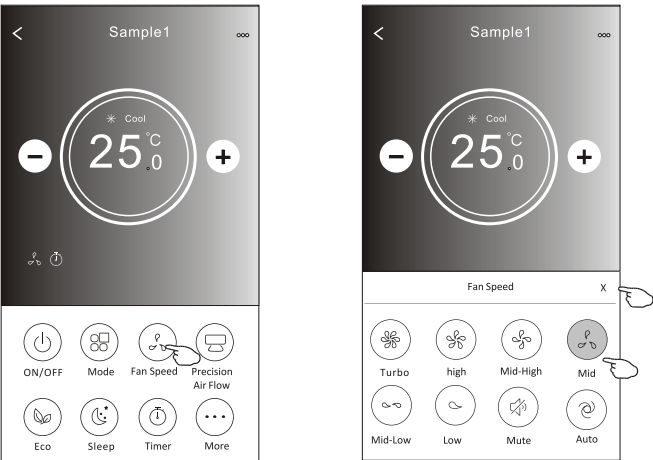 Sample1
Cool
25.0°C
ON/OFF Mode Fan Speed Precision Air Flow
Eco Sleep Timer More
Sample1
Cool
25.0°C
Fan Speed X
Turbo high Mid-High Mid
Mid-Low Low Mute Auto